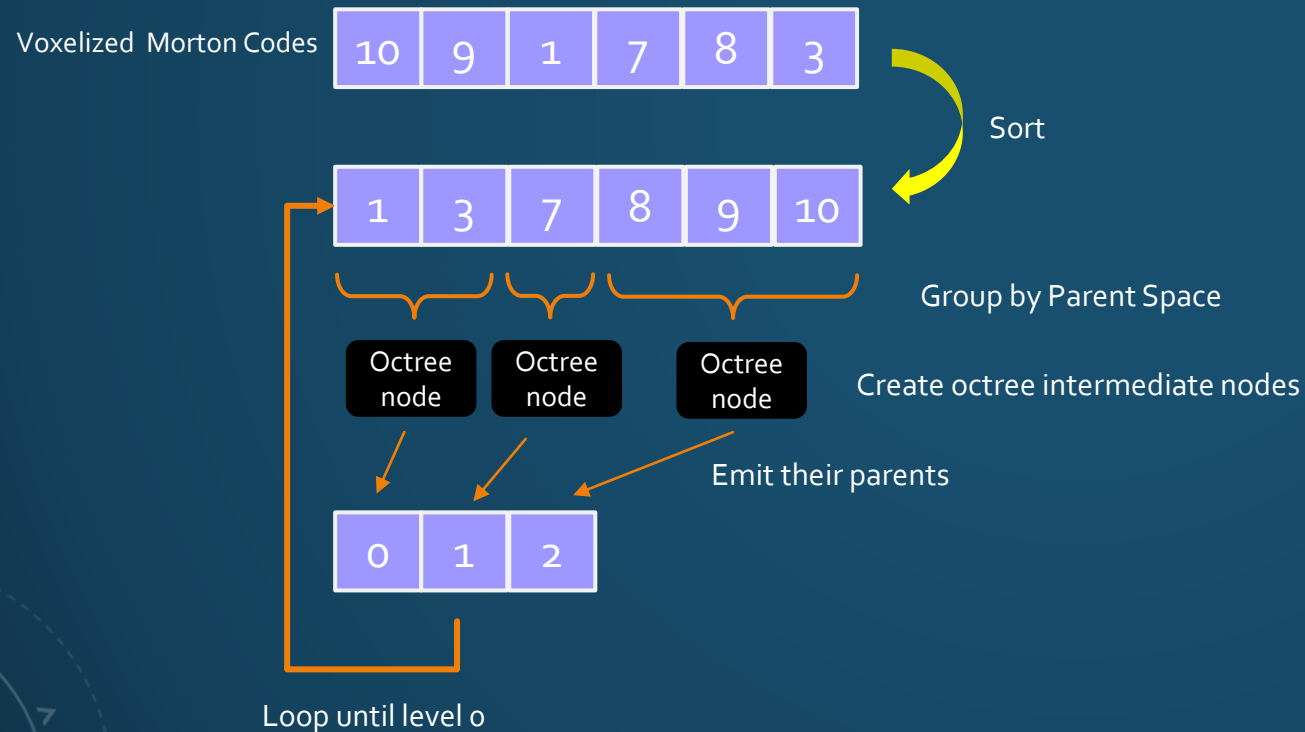 Voxelized Morton Codes
10 9 1 7 8 3
Sort
1 3 7 8 9 10
Group by Parent Space
Octree node
Octree node
Octree node
Create octree intermediate nodes
Emit their parents
0 1 2
Loop until level 0